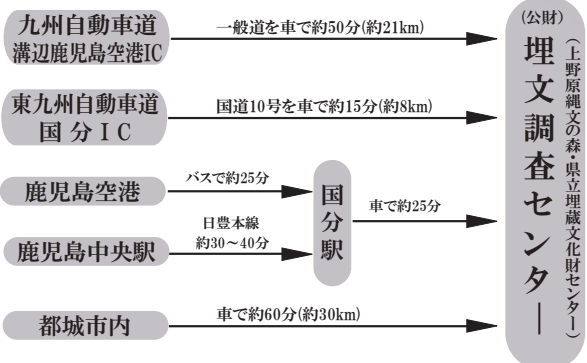 九州自動車道
溝辺鹿児島空港IC
一般道を車で約50分(約21km)
東九州自動車道
国分IC
国道10号を車で約15分(約8km)
鹿児島空港
バスで約25分
鹿児島中央駅
日豊本線
約30～40分
国分駅
車で約25分
都城市内
車で約60分(約30km)
(公財)
埋文調査センター
(上野原縄文の森・県立埋蔵文化財センター)